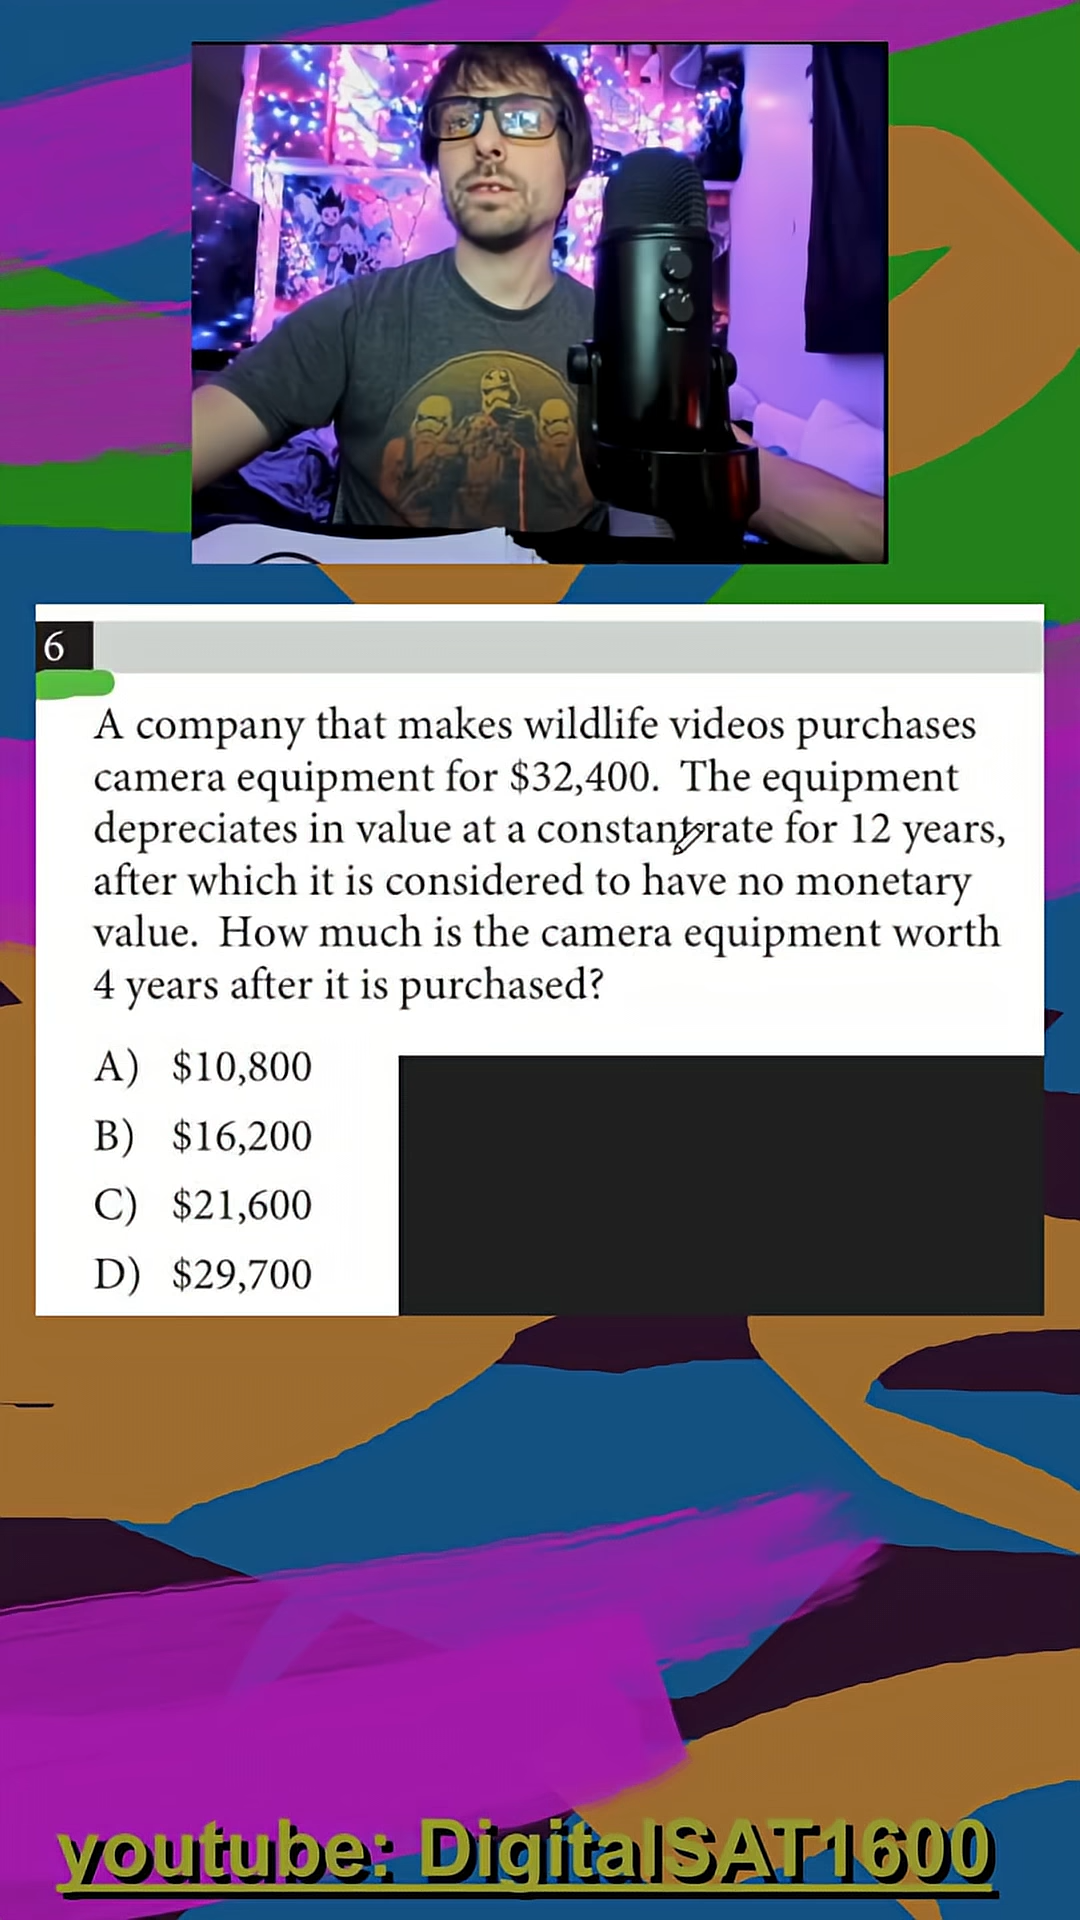 6
A company that makes wildlife videos purchases
camera equipment for $32,400. The equipment
depreciates in value at a constant rate for 12 years,
after which it is considered to have no monetary
value. How much is the camera equipment worth
4 years after it is purchased?
A) $10,800
B) $16,200
C) $21,600
D) $29,700
youtube: DigitalSAT1600